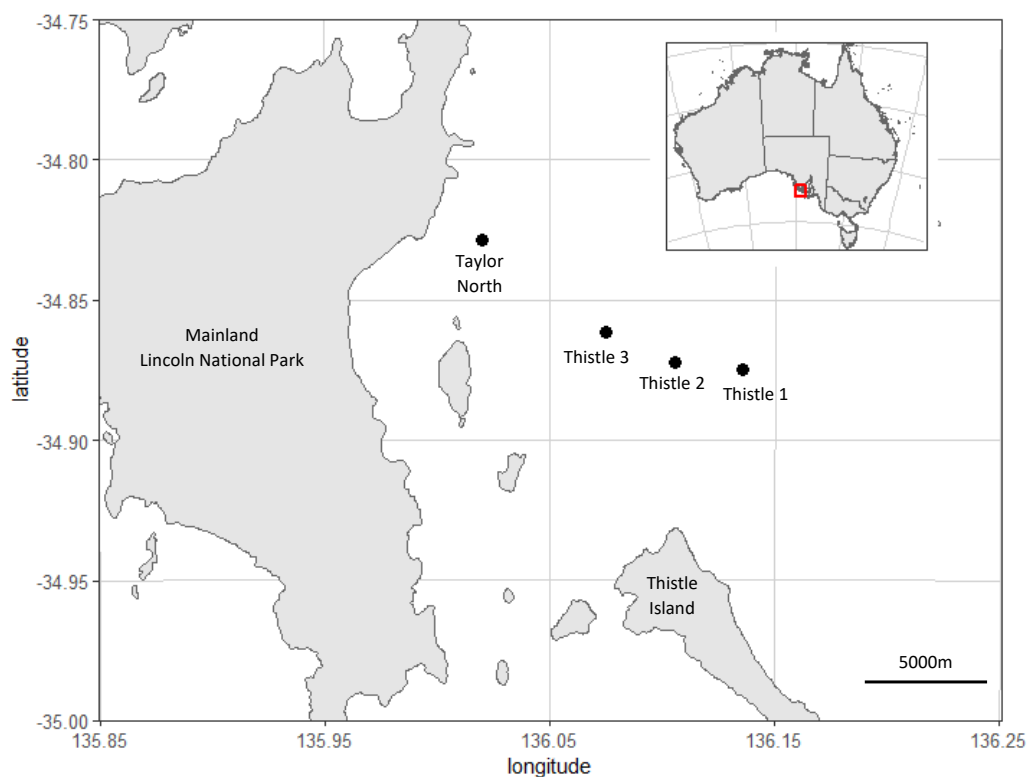 -34.75
-34.80
-34.85
-34.90
-34.95
-35.00
latitude
Taylor
North
Mainland
Lincoln National Park
Thistle 3
Thistle 2
Thistle 1
Thistle
Island
5000m
135.85
135.95
136.05
136.15
136.25
longitude